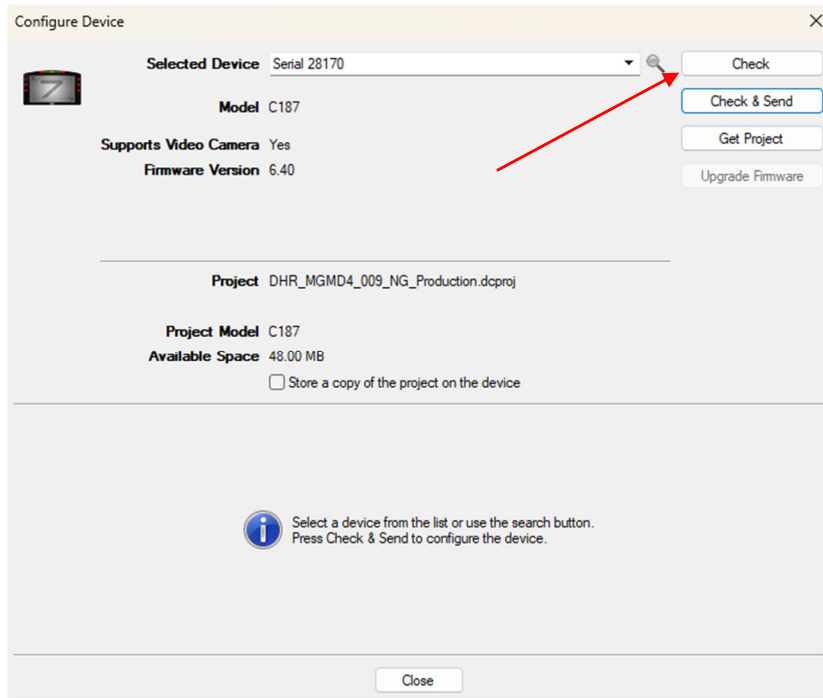 Configure Device
Selected Device Serial 28170 Check
Model C187 Check & Send
Supports Video Camera Yes Get Project
Firmware Version 6.40 Upgrade Firmware
Project DHR_MGMD4_009_NG_Production.dcproj
Project Model C187
Available Space 48.00 MB
Store a copy of the project on the device
Select a device from the list or use the search button.
Press Check & Send to configure the device.
Close